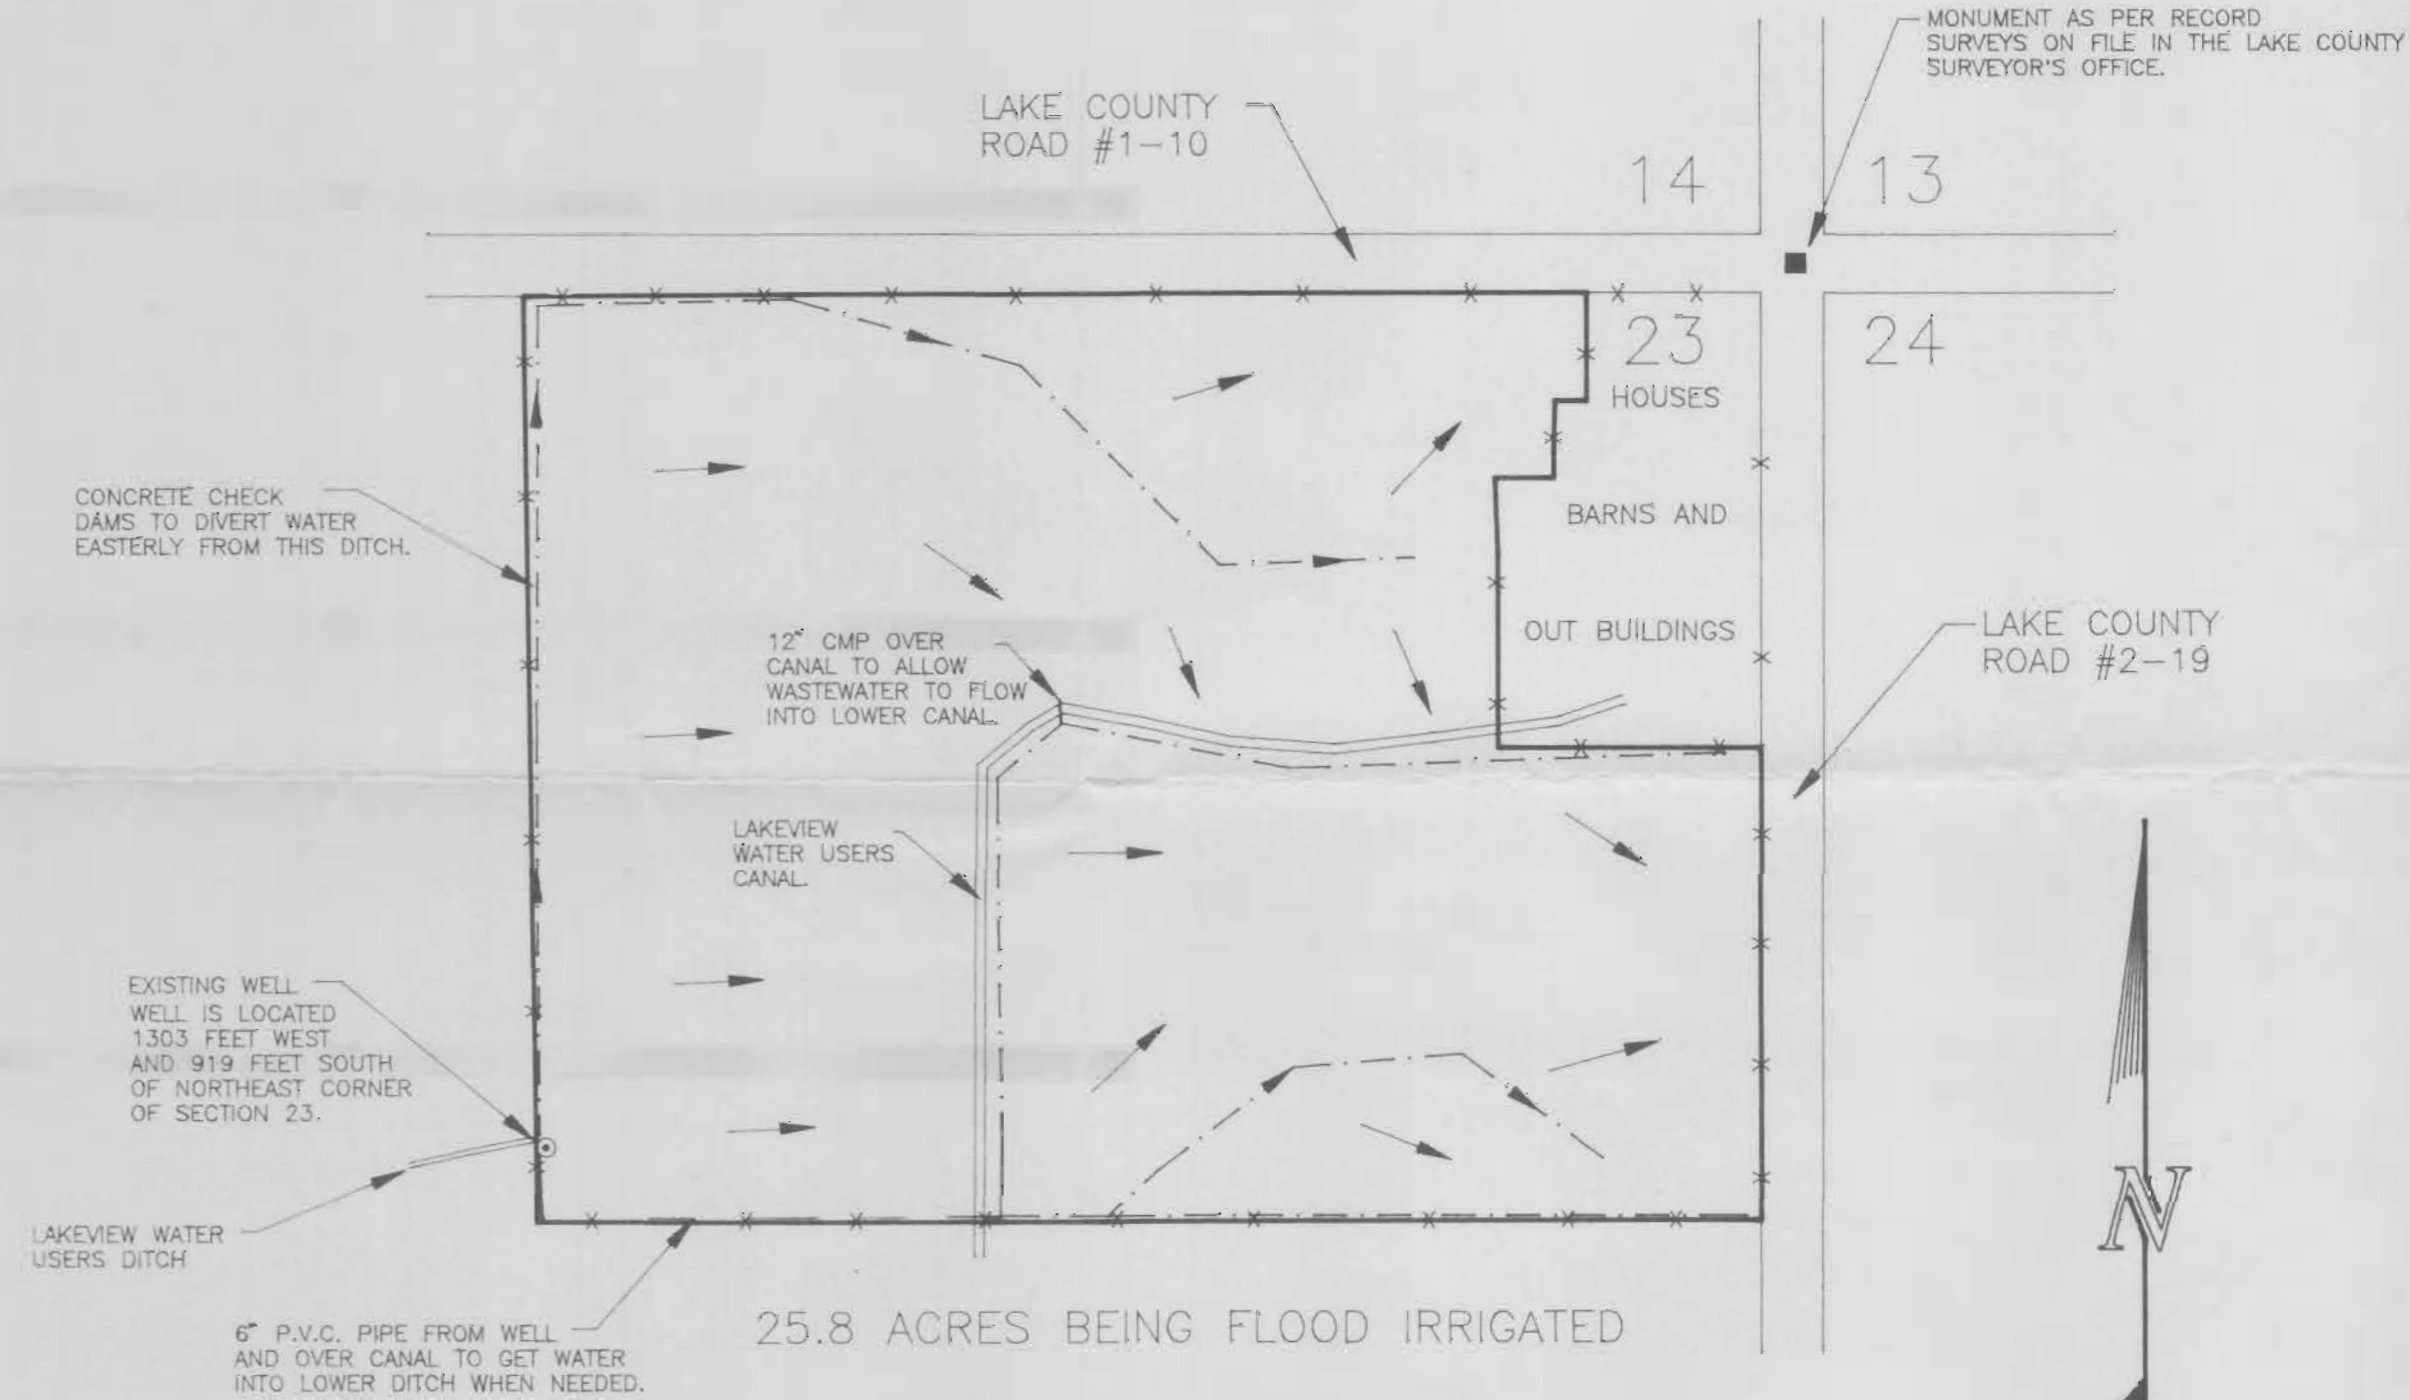 MONUMENT AS PER RECORD
SURVEYS ON FILE IN THE LAKE COUNTY
SURVEYOR'S OFFICE.
LAKE COUNTY
ROAD #1-10
14
13
23
24
HOUSES
BARNS AND
OUT BUILDINGS
CONCRETE CHECK
DAMS TO DIVERT WATER
EASTERLY FROM THIS DITCH.
12" CMP OVER
CANAL TO ALLOW
WASTEWATER TO FLOW
INTO LOWER CANAL.
LAKE COUNTY
ROAD #2-19
LAKEVIEW
WATER USERS
CANAL.
EXISTING WELL
WELL IS LOCATED
1303 FEET WEST
AND 919 FEET SOUTH
OF NORTHEAST CORNER
OF SECTION 23.
N
LAKEVIEW WATER
USERS DITCH
6" P.V.C. PIPE FROM WELL
AND OVER CANAL TO GET WATER
INTO LOWER DITCH WHEN NEEDED.
25.8 ACRES BEING FLOOD IRRIGATED